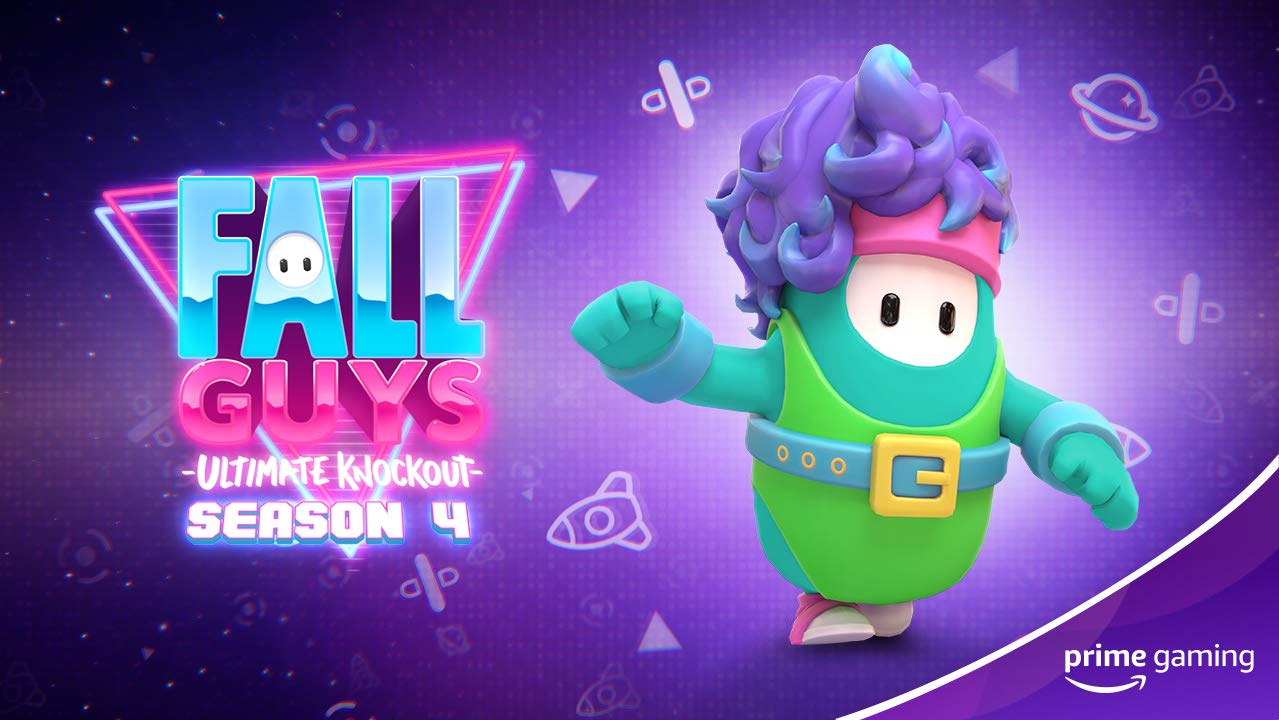 FALL
GUYS
-ULTIMATE KNOCKOUT-
SEASON 4
prime gaming